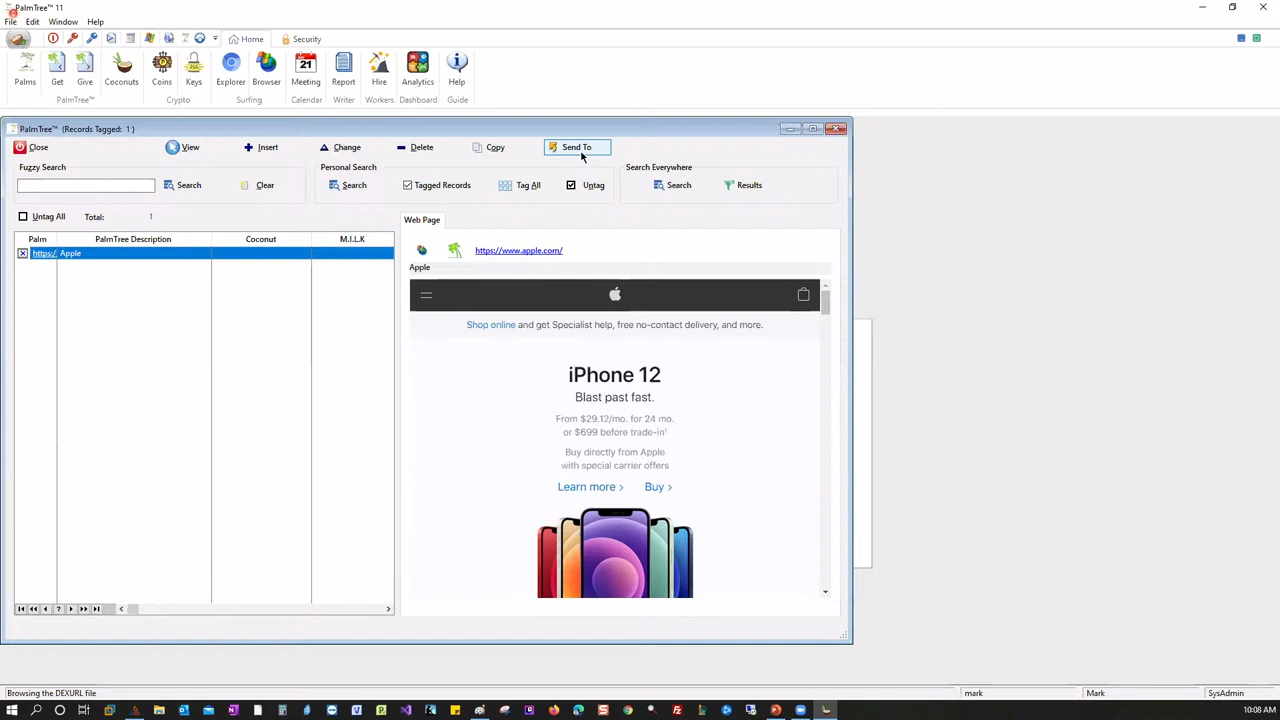 PalmTree™ 11
File Edit Window Help
Home Security
Palms Get Give Coconuts Coins Keys Explorer Browser Meeting Report Hire Analytics Help
21
PalmTree™ Crypto Surfing Calendar Writer Workers Dashboard Guide
PalmTree™ (Records Tagged: 1 )
Close View Insert Change Delete Copy Send To
Fuzzy Search Personal Search Search Everywhere
Search Clear Search Tagged Records Tag All Untag Search Results
Untag All Total: 1
Web Page
Palm PalmTree Description Coconut M.I.L.K
https:/ Apple
https://www.apple.com/
Apple
Shop online and get Specialist help, free no-contact delivery, and more.
iPhone 12
Blast past fast.
From $29.12/mo. for 24 mo.
or $699 before trade-in¹
Buy directly from Apple
with special carrier offers
Learn more > Buy >
Browsing the DEXURL file mark Mark SysAdmin
10:08 AM